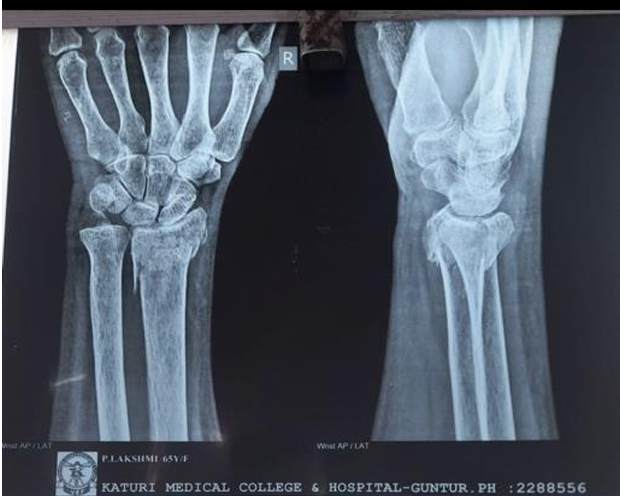 R
Wrist AP / LAT
Wrist AP / LAT
P.LAKSHMI 65Y/F
KATURI MEDICAL COLLEGE & HOSPITAL-GUNTUR.PH :2288556